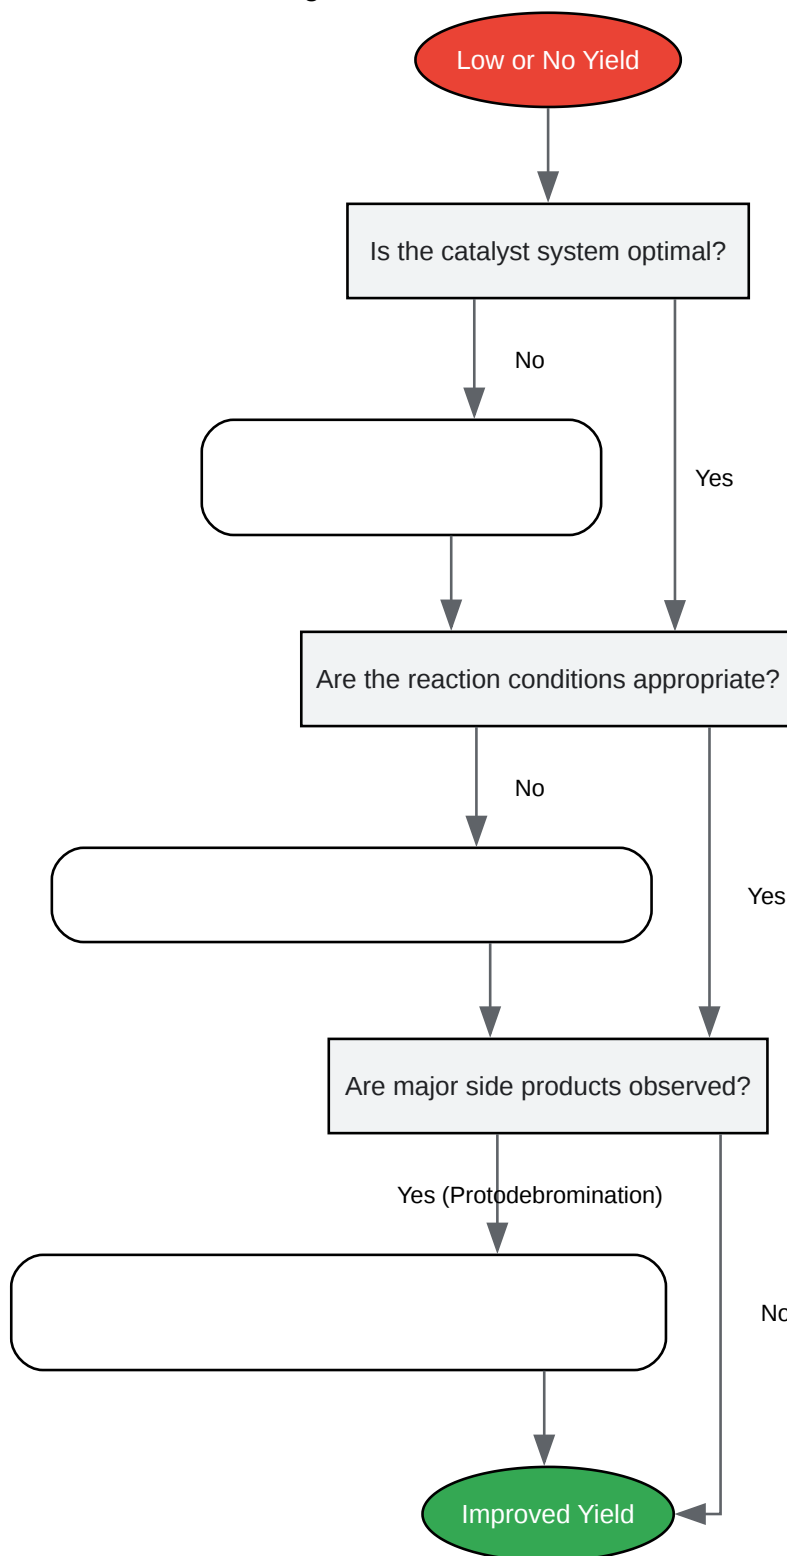 Low or No Yield
Is the catalyst system optimal?
No
Yes
Are the reaction conditions appropriate?
No
Yes
Are major side products observed?
Yes (Protodebromination)
No
Improved Yield